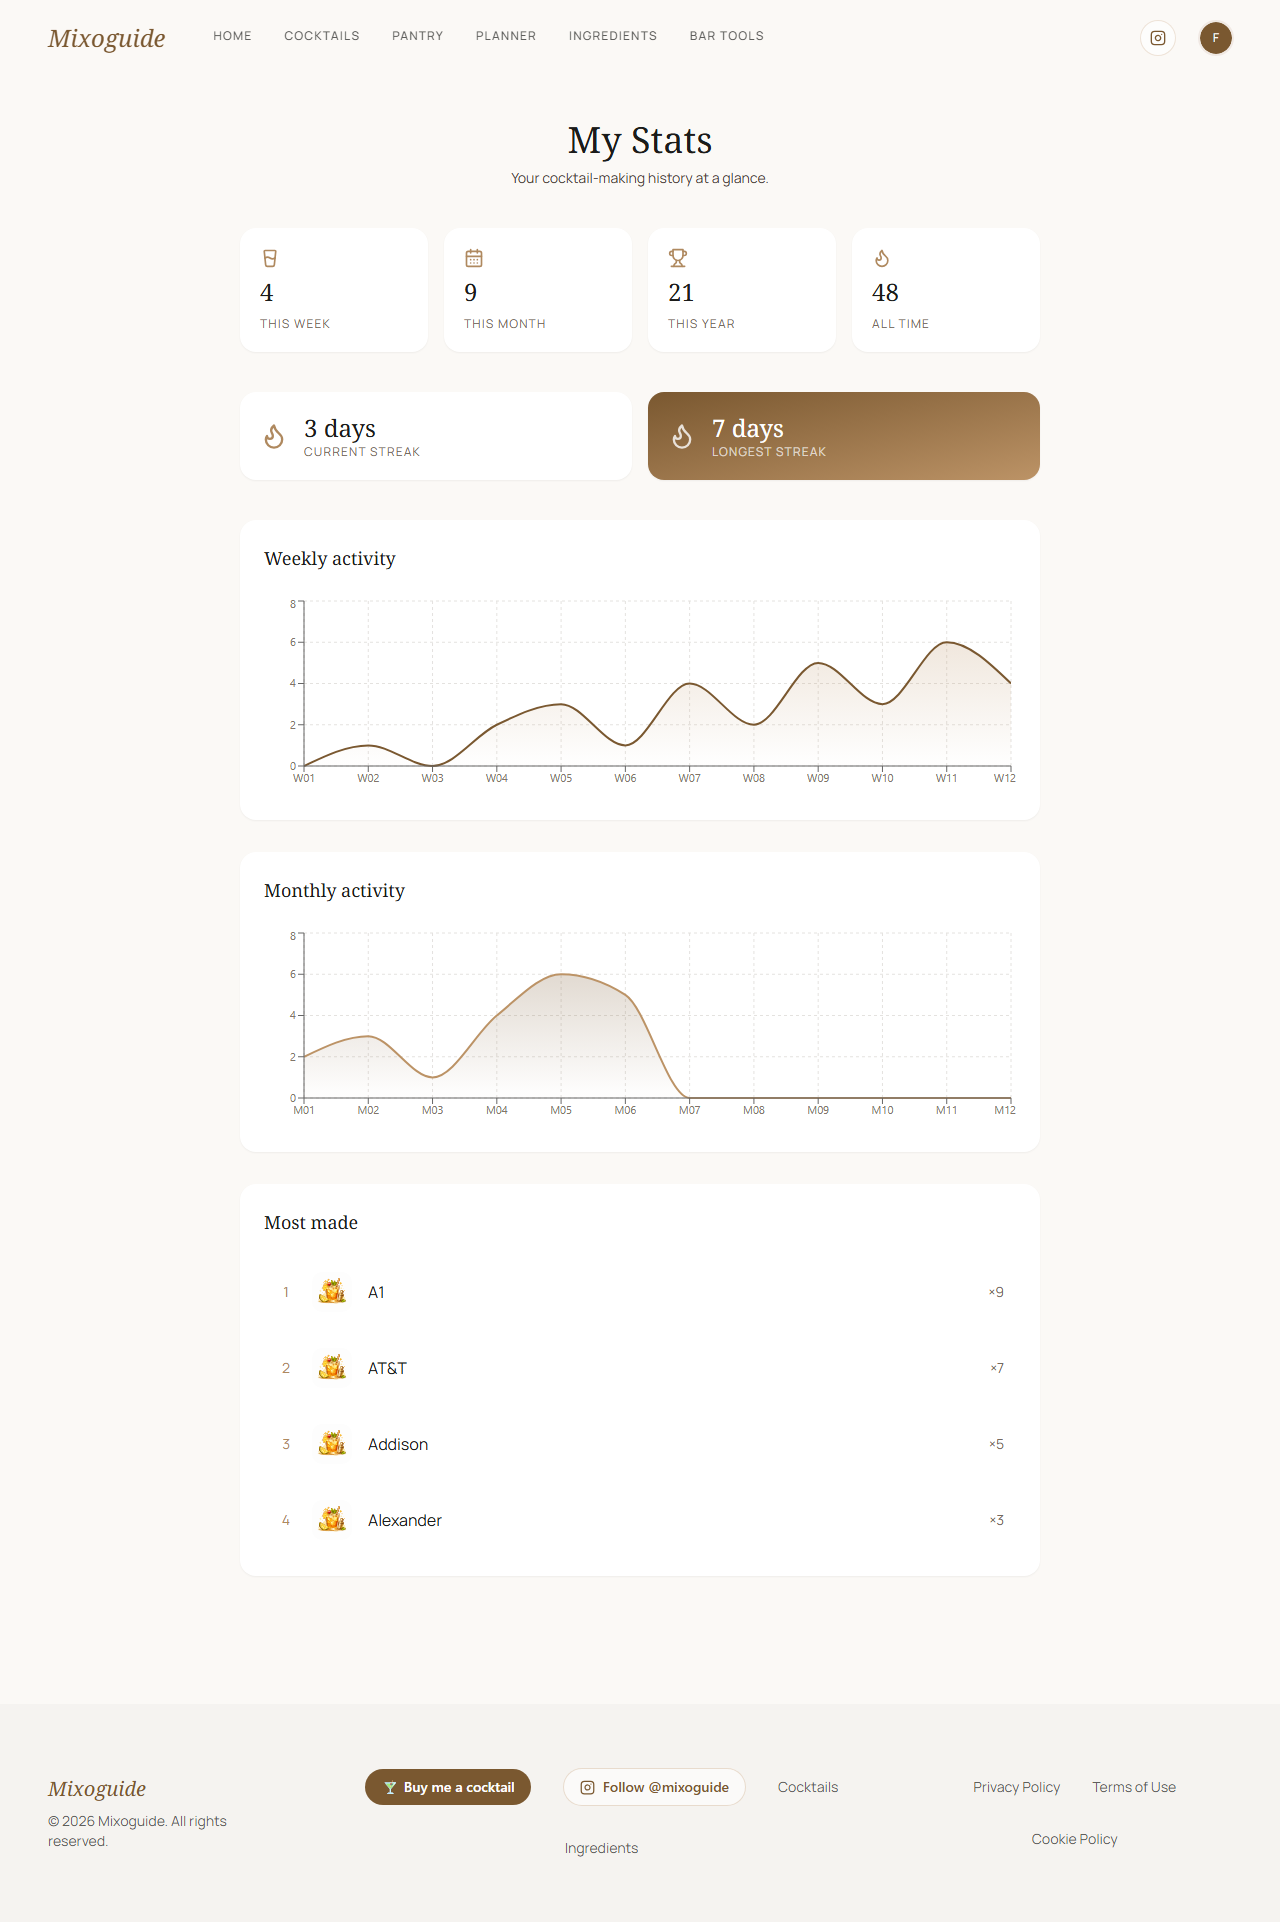 Mixoguide
HOME COCKTAILS PANTRY PLANNER INGREDIENTS BAR TOOLS F
My Stats
Your cocktail-making history at a glance.
4
THIS WEEK
9
THIS MONTH
21
THIS YEAR
48
ALL TIME
3 days
CURRENT STREAK
7 days
LONGEST STREAK
Weekly activity
8
6
4
2
0
W01 W02 W03 W04 W05 W06 W07 W08 W09 W10 W11 W12
Monthly activity
8
6
4
2
0
M01 M02 M03 M04 M05 M06 M07 M08 M09 M10 M11 M12
Most made
1 A1 ×9
2 AT&T ×7
3 Addison ×5
4 Alexander ×3
Mixoguide
© 2026 Mixoguide. All rights
reserved.
Buy me a cocktail
Follow @mixoguide
Cocktails
Ingredients
Privacy Policy Terms of Use
Cookie Policy